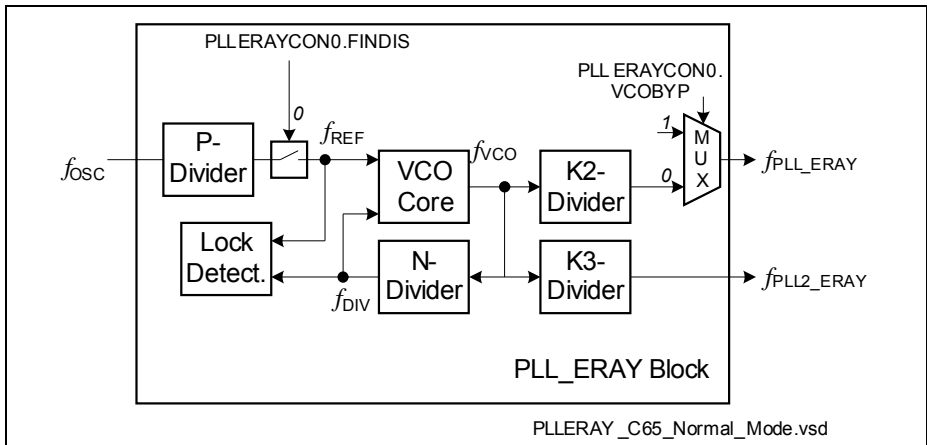 PLLERAYCON0.FINDIS
PLL ERAYCON0.
VCOBYP
0
1
M
U
X
fREF
fVCO
P-
Divider
fOSC
VCO
Core
K2-
Divider
0
fPLL_ERAY
Lock
Detect.
N-
Divider
K3-
Divider
fPLL2_ERAY
fDIV
PLL_ERAY Block
PLLERAY _C65_Normal_Mode.vsd